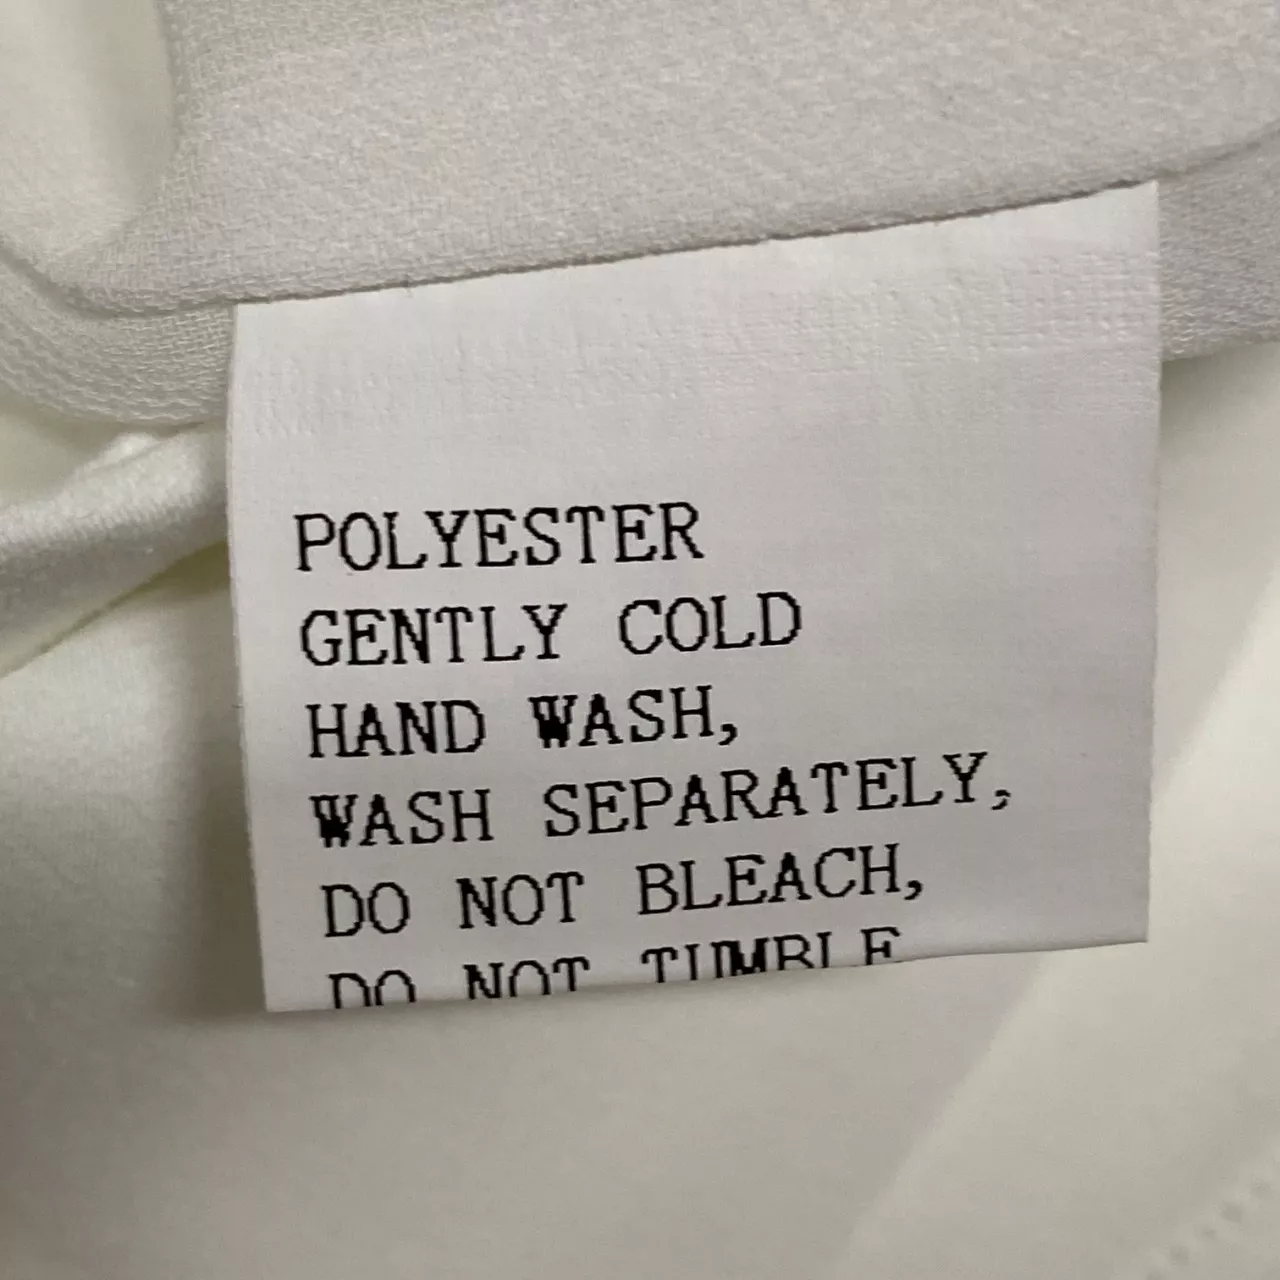 POLYESTER
GENTLY COLD
HAND WASH,
WASH SEPARATELY,
DO NOT BLEACH,
DO NOT TUMBLE